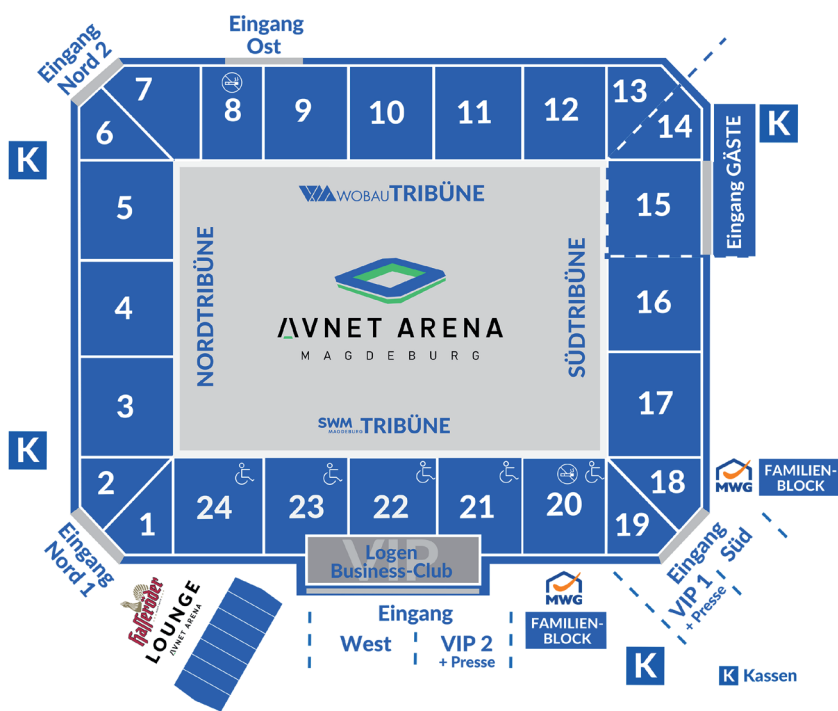 Eingang
Ost
Eingang
Nord 2
7
8
9
10
11
12
13
14
6
K
K
5
15
Eingang GÄSTE
WOBAUTRIBÜNE
NORDTRIBÜNE
SÜDTRIBÜNE
4
16
AVNET ARENA
MAGDEBURG
3
17
SWM
MAGDEBURG
TRIBÜNE
K
2
1
24
23
22
21
20
19
18
MWG
FAMILIEN-
BLOCK
Eingang
Nord 1
VIP
Logen
Business-Club
Eingang
Süd
VIP 1
+ Presse
Hasseröder
LOUNGE
AVNET ARENA
Eingang
West
VIP 2
+ Presse
MWG
FAMILIEN-
BLOCK
K
K Kassen